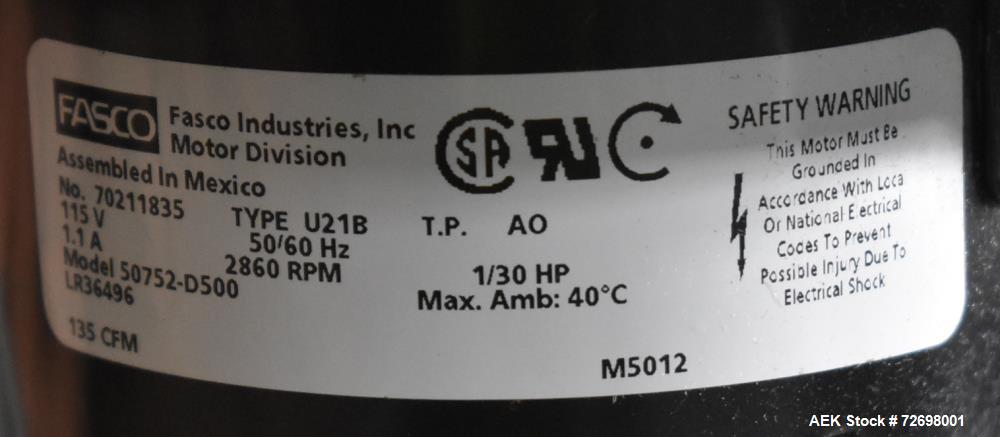 FASCO
Fasco Industries, Inc
Motor Division
Assembled In Mexico
No. 70211835
115 V
1.1 A
Model 50752-D500
LR36496
135 CFM
TYPE U21B
50/60 Hz
2860 RPM
T.P. AO
1/30 HP
Max. Amb: 40°C
M5012
SAFETY WARNING
This Motor Must Be
Grounded In
Accordance With Loca
Or National Electrical
Codes To Prevent
Possible Injury Due To
Electrical Shock
AEK Stock # 72698001